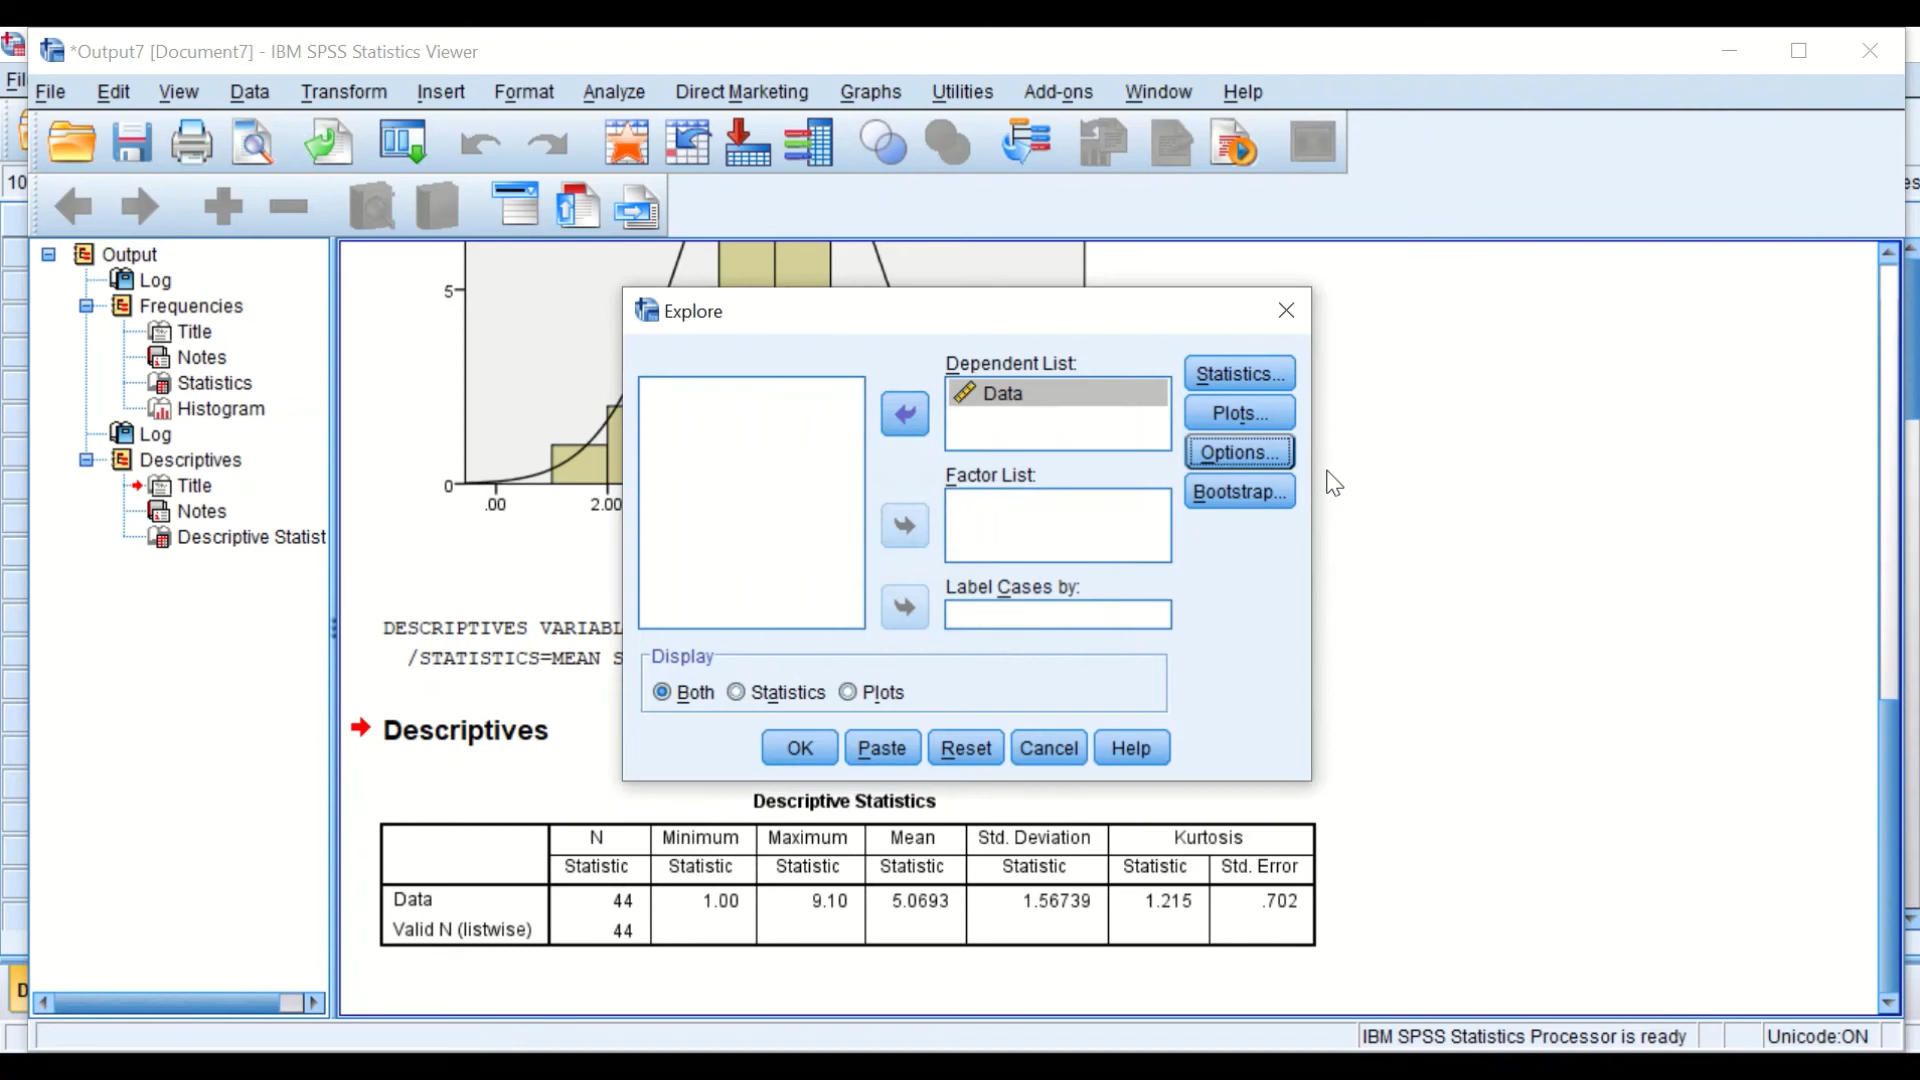 *Output7 [Document7] - IBM SPSS Statistics Viewer
File Edit View Data Transform Insert Format Analyze Direct Marketing Graphs Utilities Add-ons Window Help
10
Output
Log
Frequencies
Title
Notes
Statistics
Histogram
Log
Descriptives
Title
Notes
Descriptive Statist
5
0
.00 2.00
DESCRIPTIVES VARIABL
/STATISTICS=MEAN S
Descriptives
Explore
Dependent List:
Data
Factor List:
Label Cases by:
Statistics...
Plots...
Options...
Bootstrap...
Display
Both Statistics Plots
OK Paste Reset Cancel Help
Descriptive Statistics
N Minimum Maximum Mean Std. Deviation Kurtosis
Statistic Statistic Statistic Statistic Statistic Statistic Std. Error
Data 44 1.00 9.10 5.0693 1.56739 1.215 .702
Valid N (listwise) 44
IBM SPSS Statistics Processor is ready Unicode:ON